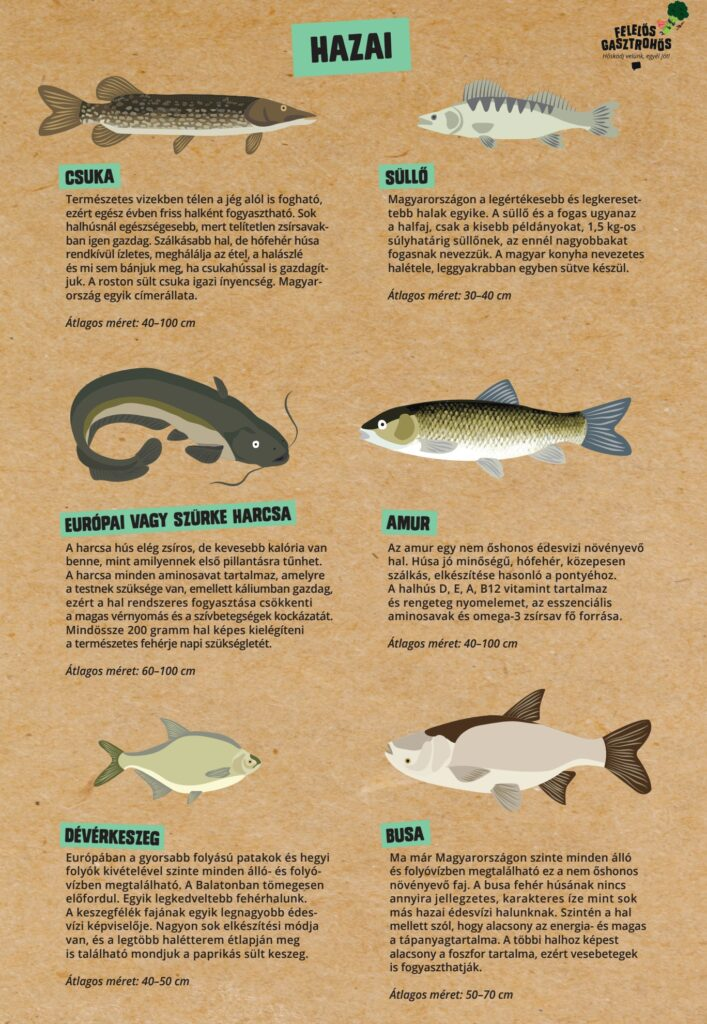 HAZAI
FELELŐS
GASZTROHŐS
Hősködj velünk, egyél jót!
CSUKA
Természetes vizekben télen a jég alól is fogható,
ezért egész évben friss halként fogyasztható. Sok
halhúsnál egészségesebb, mert telítetlen zsírsavak-
ban igen gazdag. Szálkásabb hal, de hófehér húsa
rendkívül ízletes, meghálálja az étel, a halászlé
és mi sem bánjuk meg, ha csukahússal is gazdagít-
juk. A roston sült csuka igazi ínyencség. Magyar-
ország egyik címerállata.
Átlagos méret: 40–100 cm
SÜLLŐ
Magyarországon a legértékesebb és legkereset-
tebb halak egyike. A süllő és a fogas ugyanaz
a halfaj, csak a kisebb példányokat, 1,5 kg-os
súlyhatárig süllőnek, az ennél nagyobbakat
fogasnak nevezzük. A magyar konyha nevezetes
halétele, leggyakrabban egyben sütve készül.
Átlagos méret: 30–40 cm
EURÓPAI VAGY SZÜRKE HARCSA
A harcsa hús elég zsíros, de kevesebb kalória van
benne, mint amilyennek első pillantásra tűnhet.
A harcsa minden aminosavat tartalmaz, amelyre
a testnek szüksége van, emellett káliumban gazdag,
ezért a hal rendszeres fogyasztása csökkenti
a magas vérnyomás és a szívbetegségek kockázatát.
Mindössze 200 gramm hal képes kielégíteni
a természetes fehérje napi szükségletét.
Átlagos méret: 60–100 cm
AMUR
Az amur egy nem őshonos édesvizi növényevő
hal. Húsa jó minőségű, hófehér, közepesen
szálkás, elkészítése hasonló a pontyéhoz.
A halhús D, E, A, B12 vitamint tartalmaz
és rengeteg nyomelemet, az esszenciális
aminosavak és omega-3 zsírsav fő forrása.
Átlagos méret: 40–100 cm
DÉVÉRKESZEG
Európában a gyorsabb folyású patakok és hegyi
folyók kivételével szinte minden álló- és folyó-
vízben megtalálható. A Balatonban tömegesen
előfordul. Egyik legkedveltebb fehérhalunk.
A keszegfélék fajának egyik legnagyobb édes-
vízi képviselője. Nagyon sok elkészítési módja
van, és a legtöbb halétterem étlapján meg
is található mondjuk a paprikás sült keszeg.
Átlagos méret: 40–50 cm
BUSA
Ma már Magyarországon szinte minden álló
és folyóvízben megtalálható ez a nem őshonos
növényevő faj. A busa fehér húsának nincs
annyira jellegzetes, karakteres íze mint sok
más hazai édesvízi halunknak. Szintén a hal
mellett szól, hogy alacsony az energia- és magas
a tápanyagtartalma. A többi halhoz képest
alacsony a foszfor tartalma, ezért vesebetegek
is fogyaszthatják.
Átlagos méret: 50–70 cm